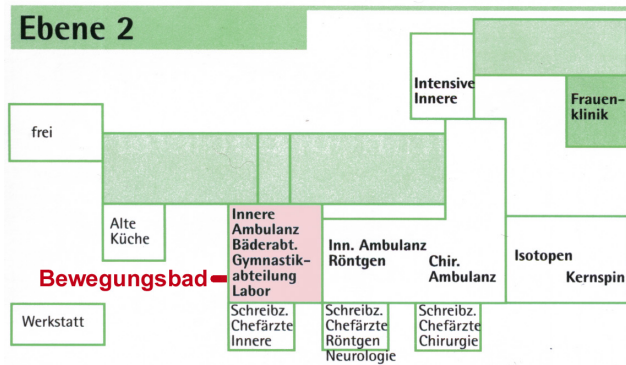 Ebene 2
Intensive
Innere
Frauen-
klinik
frei
Alte
Küche
Innere
Ambulanz
Bäderabt.
Gymnastik-
abteilung
Labor
Bewegungsbad
Inn. Ambulanz
Röntgen
Chir.
Ambulanz
Isotopen
Kernspin
Werkstatt
Schreibz.
Chefärzte
Innere
Schreibz.
Chefärzte
Röntgen
Neurologie
Schreibz.
Chefärzte
Chirurgie